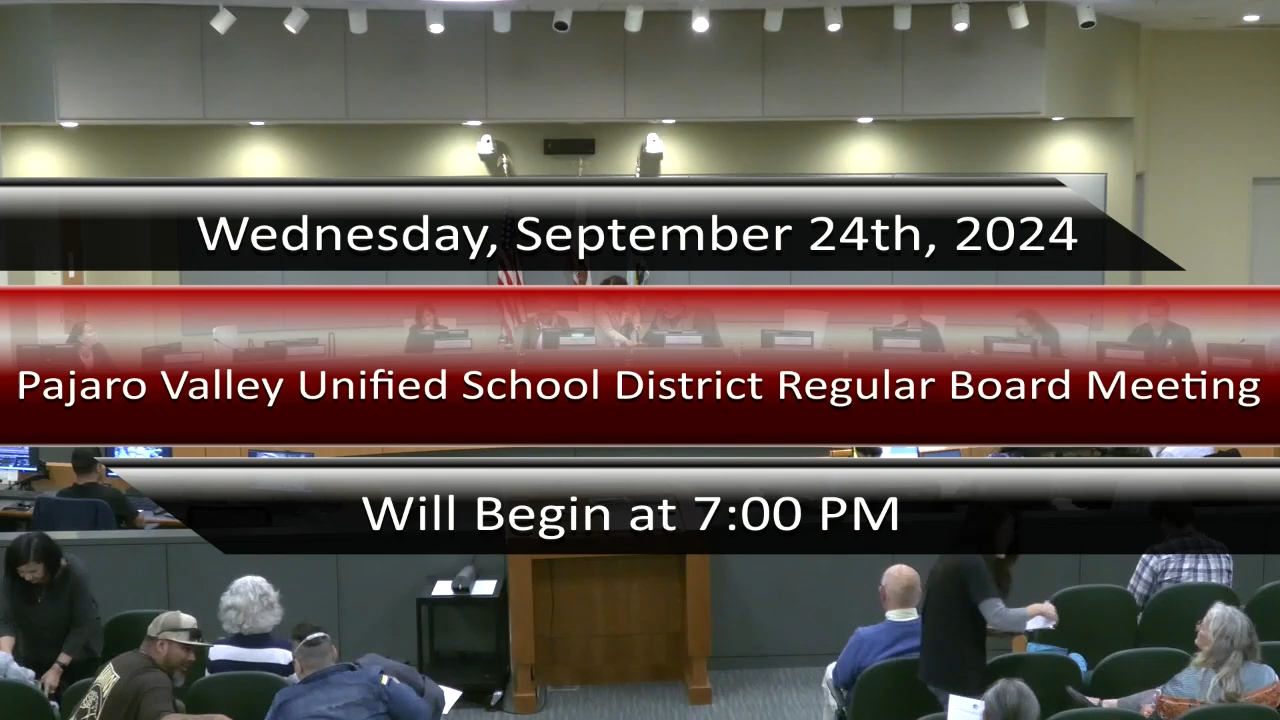 Wednesday, September 24th, 2024
Pajaro Valley Unified School District Regular Board Meeting
Will Begin at 7:00 PM